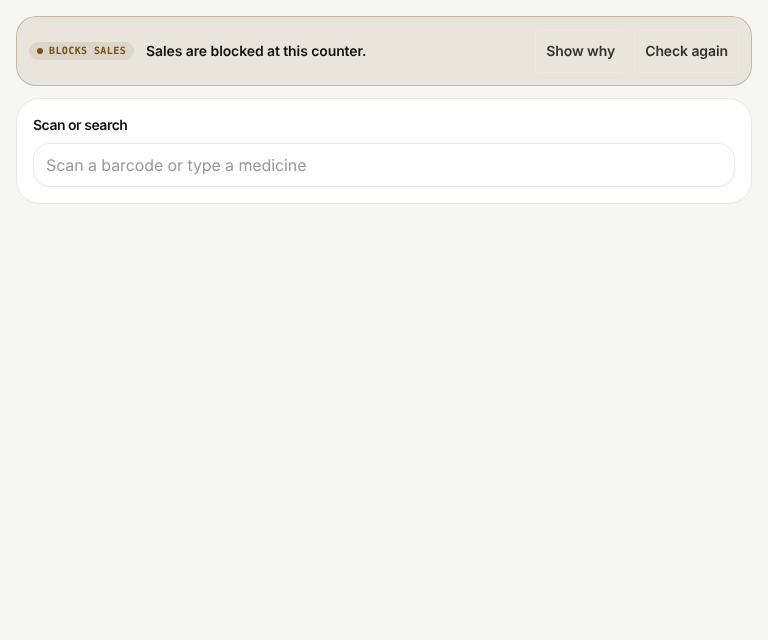 BLOCKS SALES Sales are blocked at this counter. Show why Check again
Scan or search
Scan a barcode or type a medicine